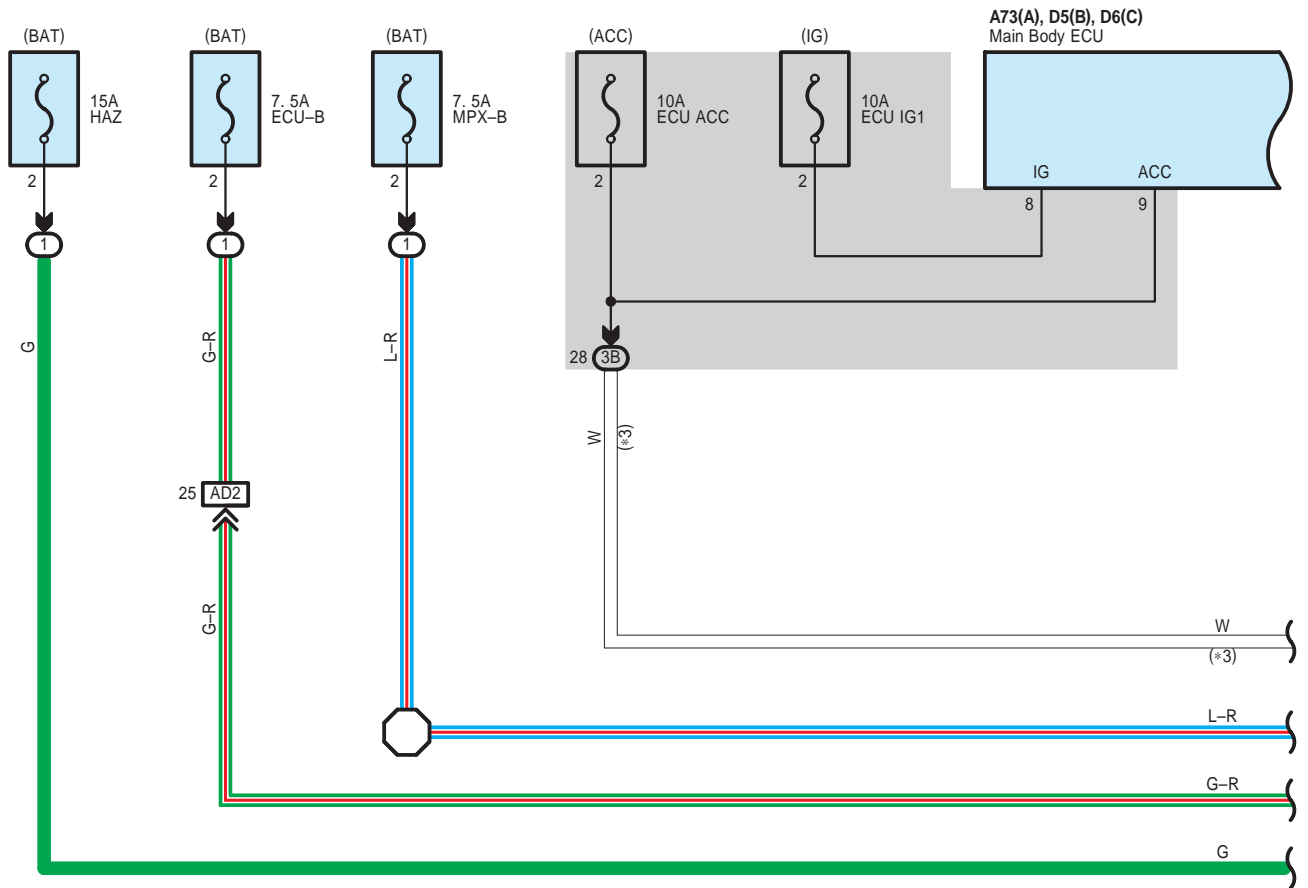 A73(A), D5(B), D6(C)
Main Body ECU
(BAT)
(BAT)
(BAT)
(ACC)
(IG)
15A
HAZ
7. 5A
ECU–B
7. 5A
MPX–B
10A
ECU ACC
10A
ECU IG1
IG
ACC
2
2
2
2
2
8
9
1
1
1
G
G–R
L–R
28
3B
W
(*3)
25
AD2
G–R
W
(*3)
L–R
G–R
G